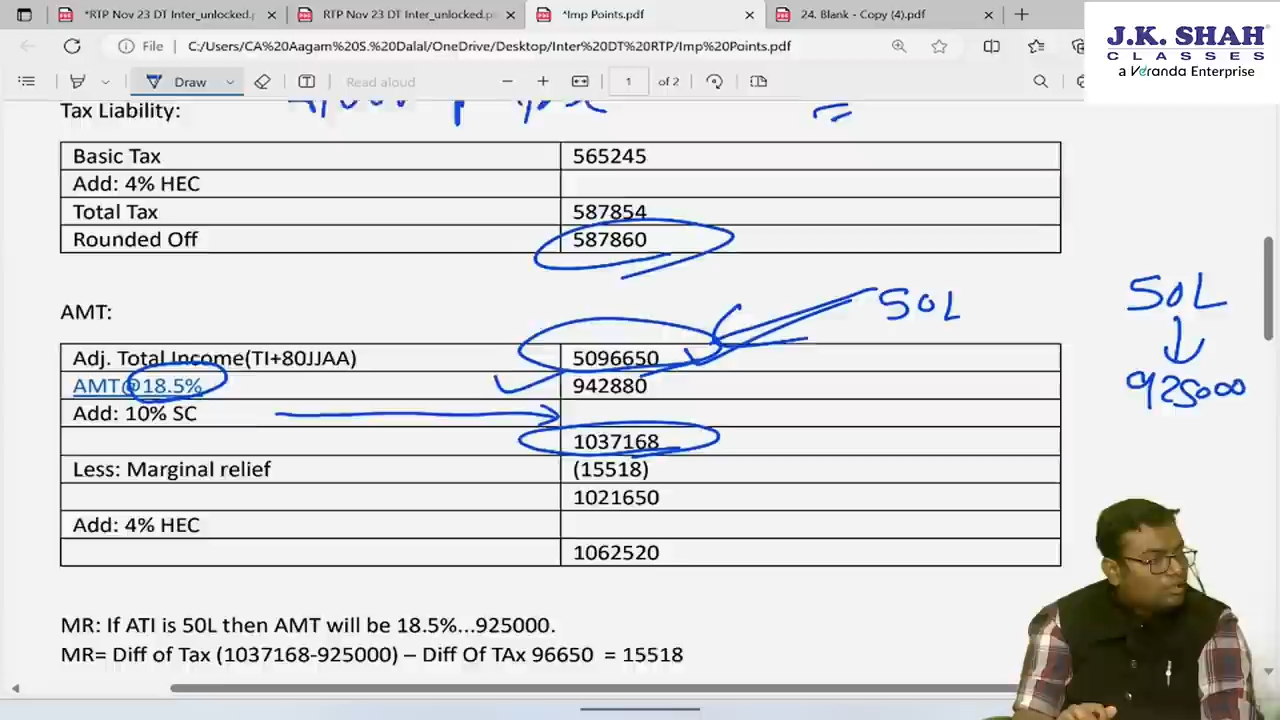 RTP Nov 23 DT Inter_unlocked.p
RTP Nov 23 DT Inter_unlocked.p
*Imp Points.pdf
24. Blank - Copy (4).pdf
J.K. SHAH
CLASSES
a Veranda Enterprise
File
C:/Users/CA%20Aagam%20S.%20Dalal/OneDrive/Desktop/Inter%20DT%20RTP/Imp%20Points.pdf
Draw
Read aloud
1
of 2
Tax Liability:
Basic Tax 565245
Add: 4% HEC
Total Tax 587854
Rounded Off 587860
50L
50L
925000
AMT:
Adj. Total Income(TI+80JJAA) 5096650
AMT@18.5% 942880
Add: 10% SC
1037168
Less: Marginal relief (15518)
1021650
Add: 4% HEC
1062520
MR: If ATI is 50L then AMT will be 18.5%...925000.
MR= Diff of Tax (1037168-925000) – Diff Of TAx 96650 = 15518